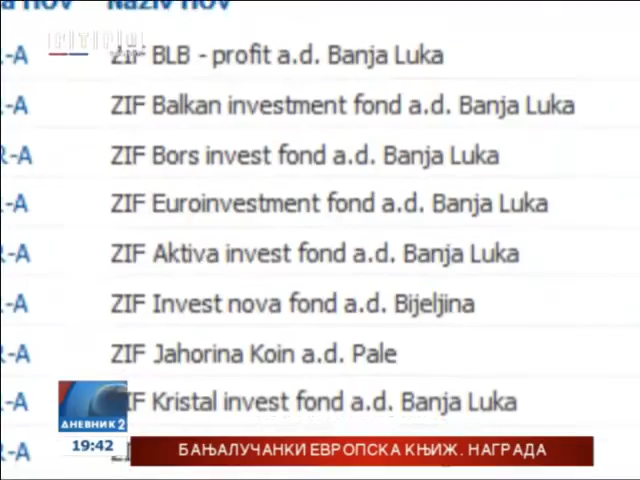 РТРС
ZIF BLB - profit a.d. Banja Luka
ZIF Balkan investment fond a.d. Banja Luka
ZIF Bors invest fond a.d. Banja Luka
ZIF Euroinvestment fond a.d. Banja Luka
ZIF Aktiva invest fond a.d. Banja Luka
ZIF Invest nova fond a.d. Bijeljina
ZIF Jahorina Koin a.d. Pale
ZIF Kristal invest fond a.d. Banja Luka
ДНЕВНИК 2
19:42
БАЊАЛУЧАНКИ ЕВРОПСКА КЊИЖ. НАГРАДА